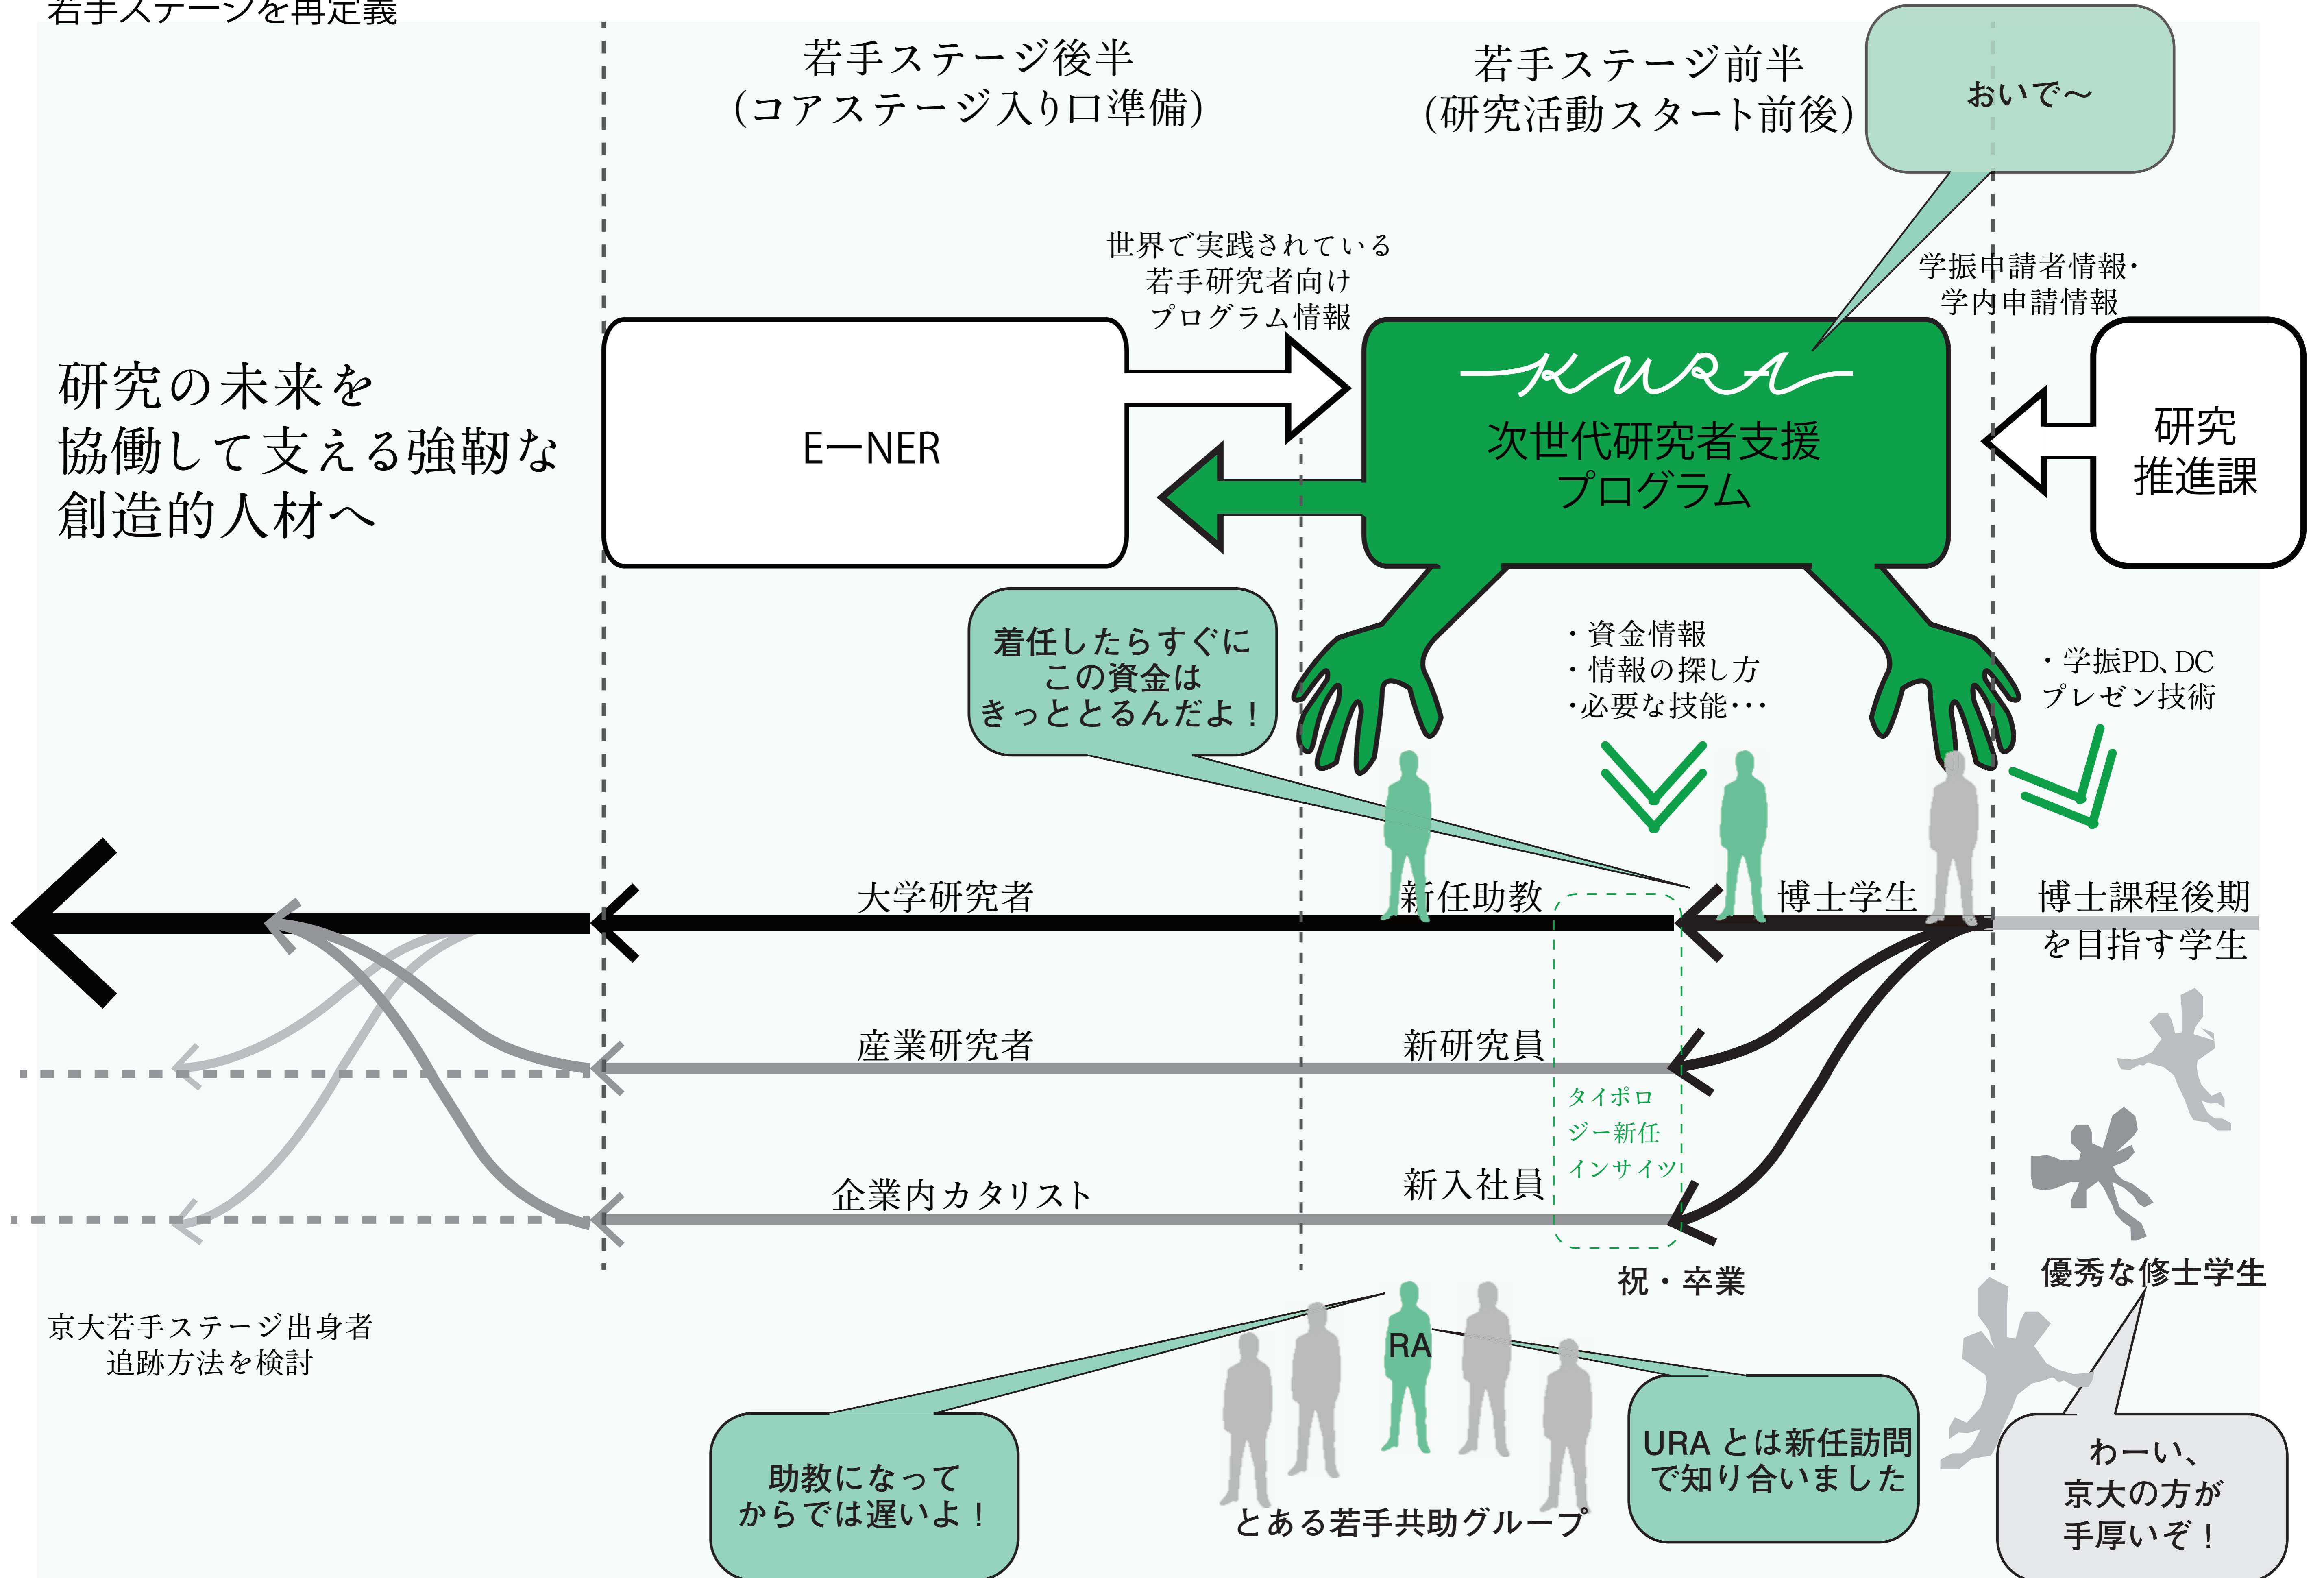 若手ステージを再定義
若手ステージ後半
(コアステージ入り口準備)
若手ステージ前半
(研究活動スタート前後)
おいで〜
世界で実践されている
若手研究者向け
プログラム情報
学振申請者情報・
学内申請情報
研究の未来を
協働して支える強靭な
創造的人材へ
EーNER
KURA
次世代研究者支援
プログラム
研究
推進課
着任したらすぐに
この資金は
きっととるんだよ！
・資金情報
・情報の探し方
・必要な技能・・・
・学振PD、DC
プレゼン技術
大学研究者
新任助教
博士学生
博士課程後期
を目指す学生
産業研究者
新研究員
タイポロ
ジー新任
インサイツ
企業内カタリスト
新入社員
祝・卒業
優秀な修士学生
京大若手ステージ出身者
追跡方法を検討
RA
助教になって
からでは遅いよ！
とある若手共助グループ
URA とは新任訪問
で知り合いました
わーい、
京大の方が
手厚いぞ！